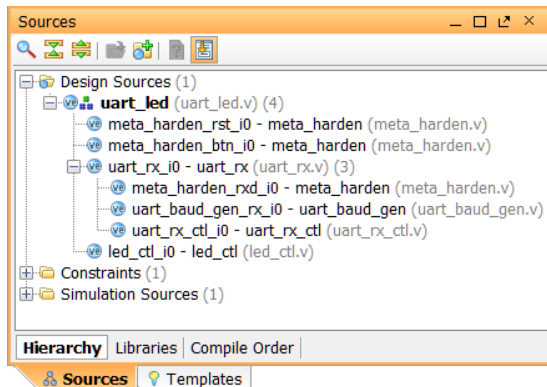 Sources
Design Sources (1)
uart_led (uart_led.v) (4)
meta_harden_rst_i0 - meta_harden (meta_harden.v)
meta_harden_btn_i0 - meta_harden (meta_harden.v)
uart_rx_i0 - uart_rx (uart_rx.v) (3)
meta_harden_rxd_i0 - meta_harden (meta_harden.v)
uart_baud_gen_rx_i0 - uart_baud_gen (uart_baud_gen.v)
uart_rx_ctl_i0 - uart_rx_ctl (uart_rx_ctl.v)
led_ctl_i0 - led_ctl (led_ctl.v)
Constraints (1)
Simulation Sources (1)
Hierarchy Libraries Compile Order
Sources Templates